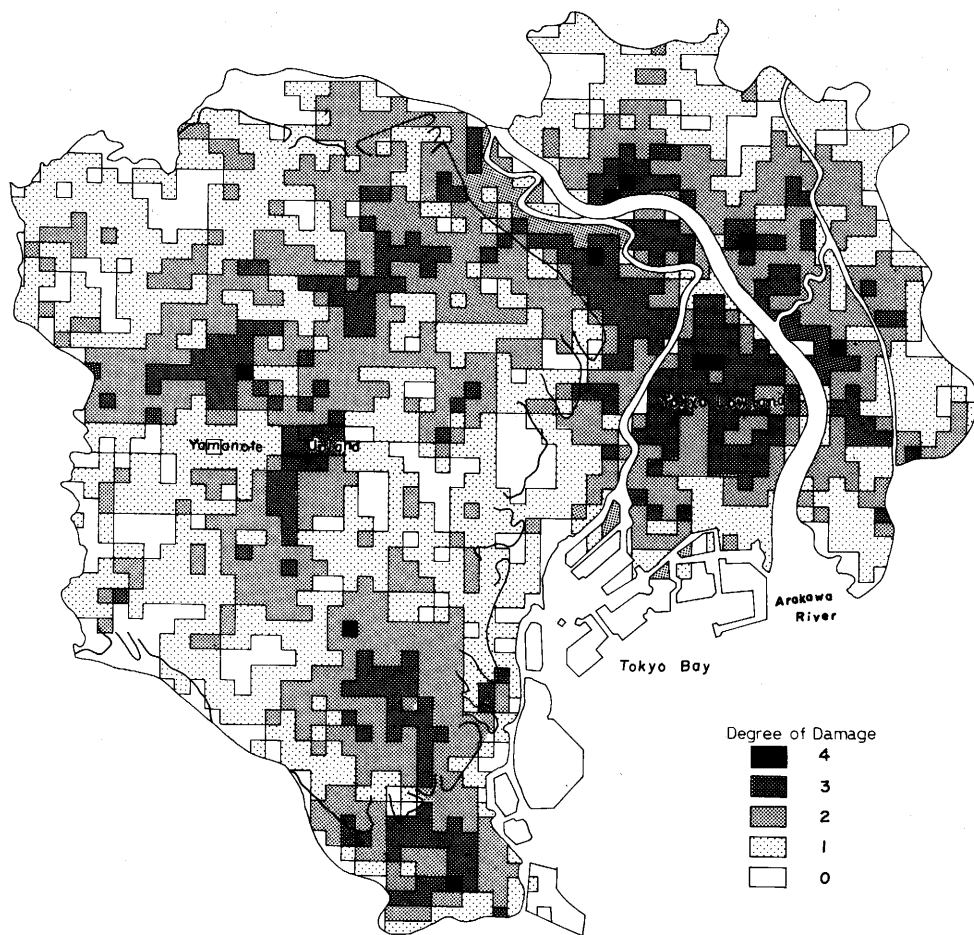 Tokyo Lowland
Yamanote Upland
Arakawa
River
Tokyo Bay
Degree of Damage
4
3
2
1
0